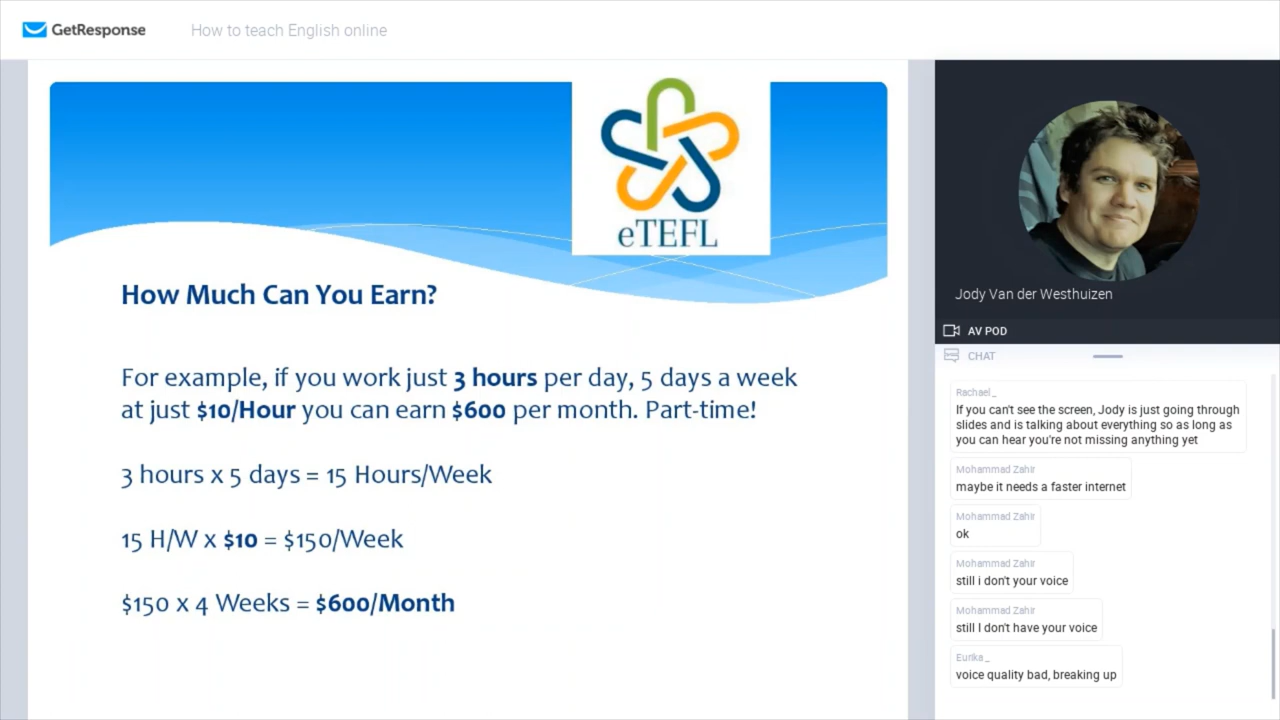 GetResponse
How to teach English online
eTEFL
How Much Can You Earn?
For example, if you work just 3 hours per day, 5 days a week
at just $10/Hour you can earn $600 per month. Part-time!
3 hours x 5 days = 15 Hours/Week
15 H/W x $10 = $150/Week
$150 x 4 Weeks = $600/Month
Jody Van der Westhuizen
AV POD
CHAT
Rachael_
If you can't see the screen, Jody is just going through
slides and is talking about everything so as long as
you can hear you're not missing anything yet
Mohammad Zahir
maybe it needs a faster internet
Mohammad Zahir
ok
Mohammad Zahir
still i don't your voice
Mohammad Zahir
still I don't have your voice
Eurika_
voice quality bad, breaking up